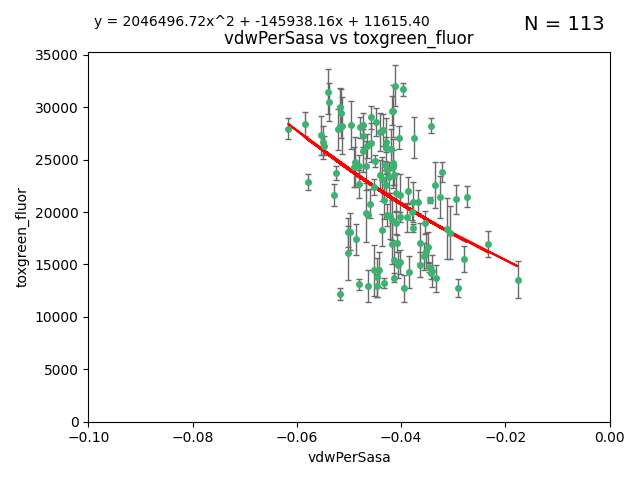 y = 2046496.72x^2 + -145938.16x + 11615.40
N = 113
vdwPerSasa vs toxgreen_fluor
35000
30000
25000
20000
15000
10000
5000
0
toxgreen_fluor
−0.10
−0.08
−0.06
−0.04
−0.02
0.00
vdwPerSasa